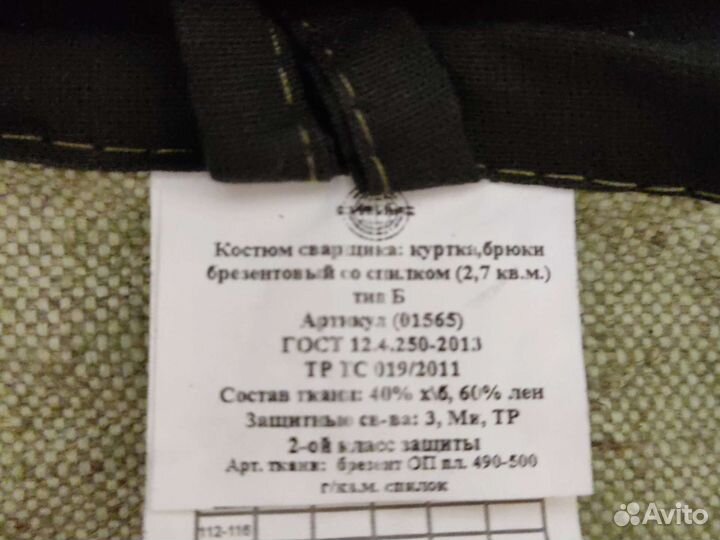 Костюм сварщика: куртка,брюки
брезентовый со спилком (2,7 кв.м.)
тип Б
Артикул (01565)
ГОСТ 12.4.250-2013
ТР ТС 019/2011
Состав ткани: 40% х\б, 60% лен
Защитные св-ва: З, Ми, ТР
2-ой класс защиты
Арт. ткани: брезент ОП пл. 490-500
г/кв.м. спилок
112-116
Avito